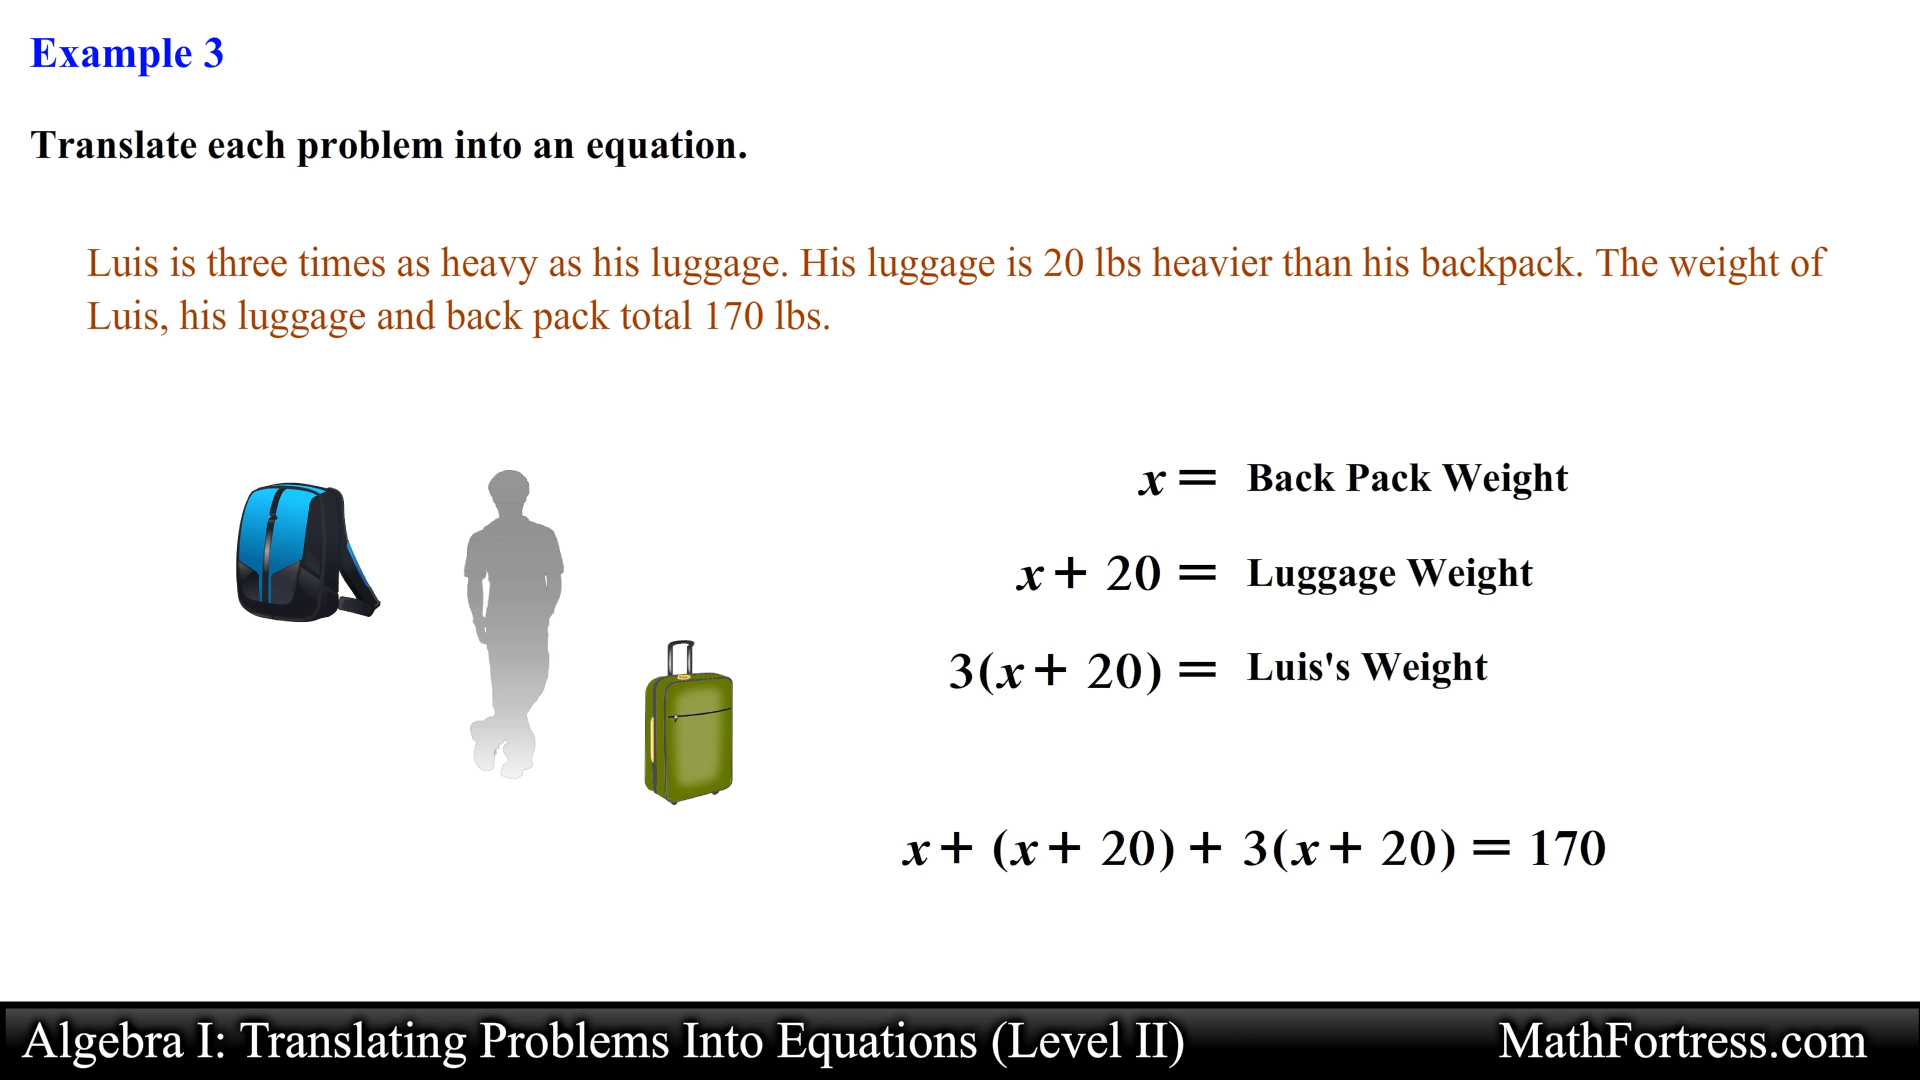 Example 3
Translate each problem into an equation.
Luis is three times as heavy as his luggage. His luggage is 20 lbs heavier than his backpack. The weight of
Luis, his luggage and back pack total 170 lbs.
x = Back Pack Weight
x + 20 = Luggage Weight
3(x + 20) = Luis's Weight
x + (x + 20) + 3(x + 20) = 170
Algebra I: Translating Problems Into Equations (Level II)
MathFortress.com